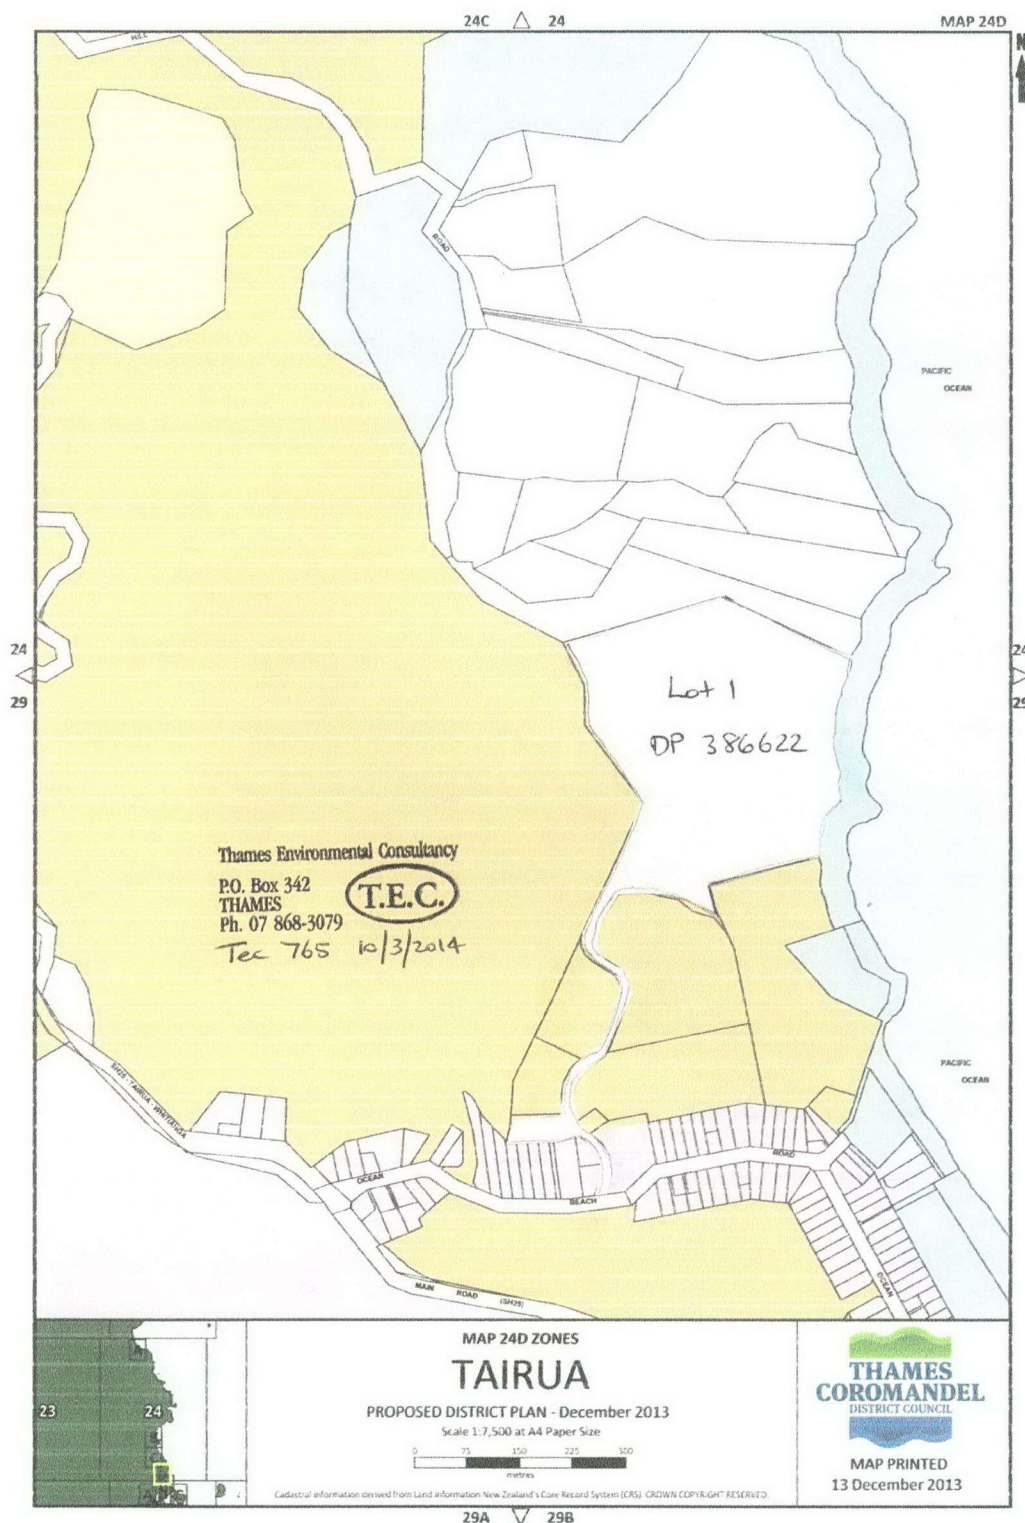 24C △ 24
MAP 24D
N
HILL
ROAD
PACIFIC
OCEAN
24
29
24
29
Lot 1
DP 386622
Thames Environmental Consultancy
P.O. Box 342
THAMES
Ph. 07 868-3079
T.E.C.
Tec 765 10/3/2014
SH25 - TAIRUA - WHITIANGA
PACIFIC
OCEAN
OCEAN
BEACH
ROAD
OCEAN
MAIN ROAD (SH25)
23
24
MAP 24D ZONES
TAIRUA
PROPOSED DISTRICT PLAN - December 2013
Scale 1:7,500 at A4 Paper Size
0 75 150 225 300
metres
Cadastral information derived from Land Information New Zealand's Core Record System (CRS). CROWN COPYRIGHT RESERVED.
THAMES
COROMANDEL
DISTRICT COUNCIL
MAP PRINTED
13 December 2013
29A ▽ 29B